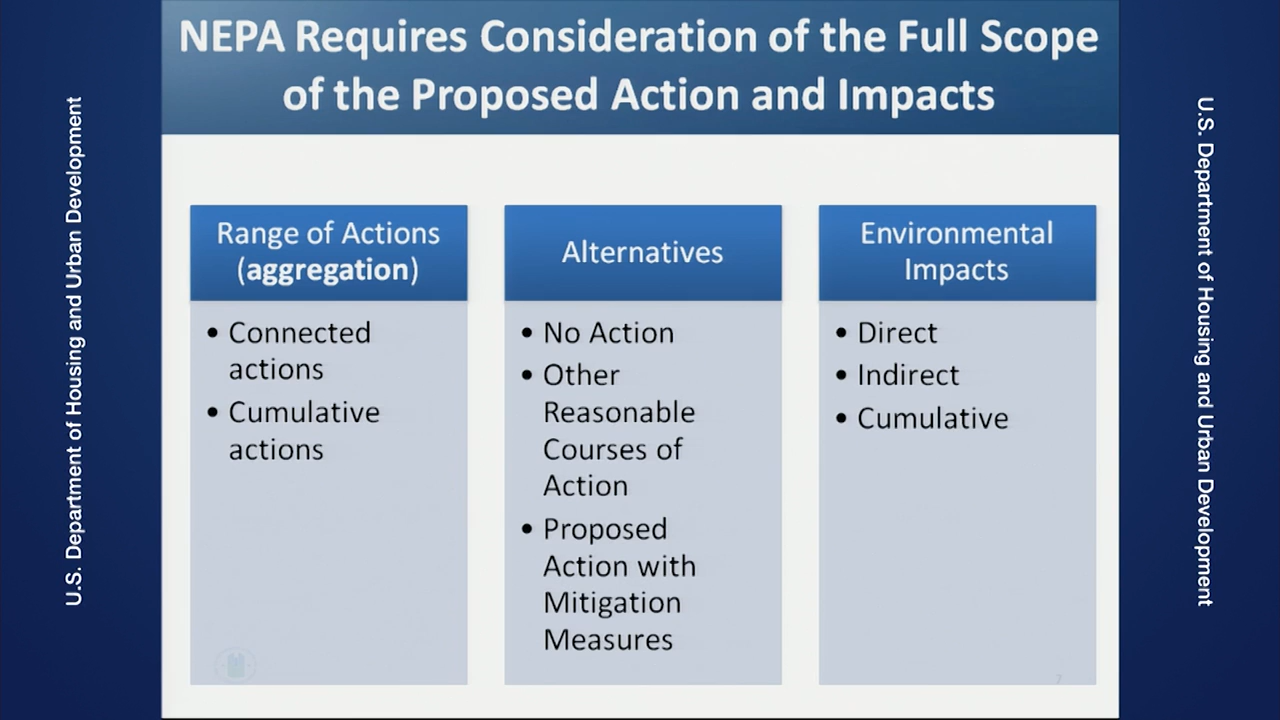 NEPA Requires Consideration of the Full Scope
of the Proposed Action and Impacts
U.S. Department of Housing and Urban Development
Range of Actions
(aggregation)
• Connected
actions
• Cumulative
actions
Alternatives
• No Action
• Other
Reasonable
Courses of
Action
• Proposed
Action with
Mitigation
Measures
Environmental
Impacts
• Direct
• Indirect
• Cumulative
7
U.S. Department of Housing and Urban Development